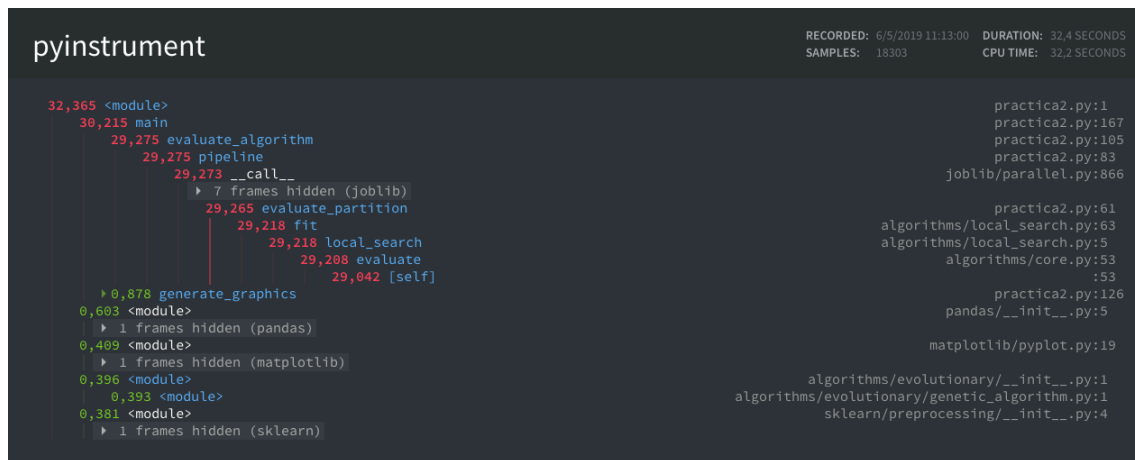 pyinstrument
RECORDED: 6/5/2019 11:13:00 DURATION: 32,4 SECONDS
SAMPLES: 18303 CPU TIME: 32,2 SECONDS
32,365 <module> practica2.py:1
30,215 main practica2.py:167
29,275 evaluate_algorithm practica2.py:105
29,275 pipeline practica2.py:83
29,273 __call__ joblib/parallel.py:866
7 frames hidden (joblib)
29,265 evaluate_partition practica2.py:61
29,218 fit algorithms/local_search.py:63
29,218 local_search algorithms/local_search.py:5
29,208 evaluate algorithms/core.py:53
29,042 [self] :53
0,878 generate_graphics practica2.py:126
0,603 <module> pandas/__init__.py:5
1 frames hidden (pandas)
0,409 <module> matplotlib/pyplot.py:19
1 frames hidden (matplotlib)
0,396 <module> algorithms/evolutionary/__init__.py:1
0,393 <module> algorithms/evolutionary/genetic_algorithm.py:1
0,381 <module> sklearn/preprocessing/__init__.py:4
1 frames hidden (sklearn)